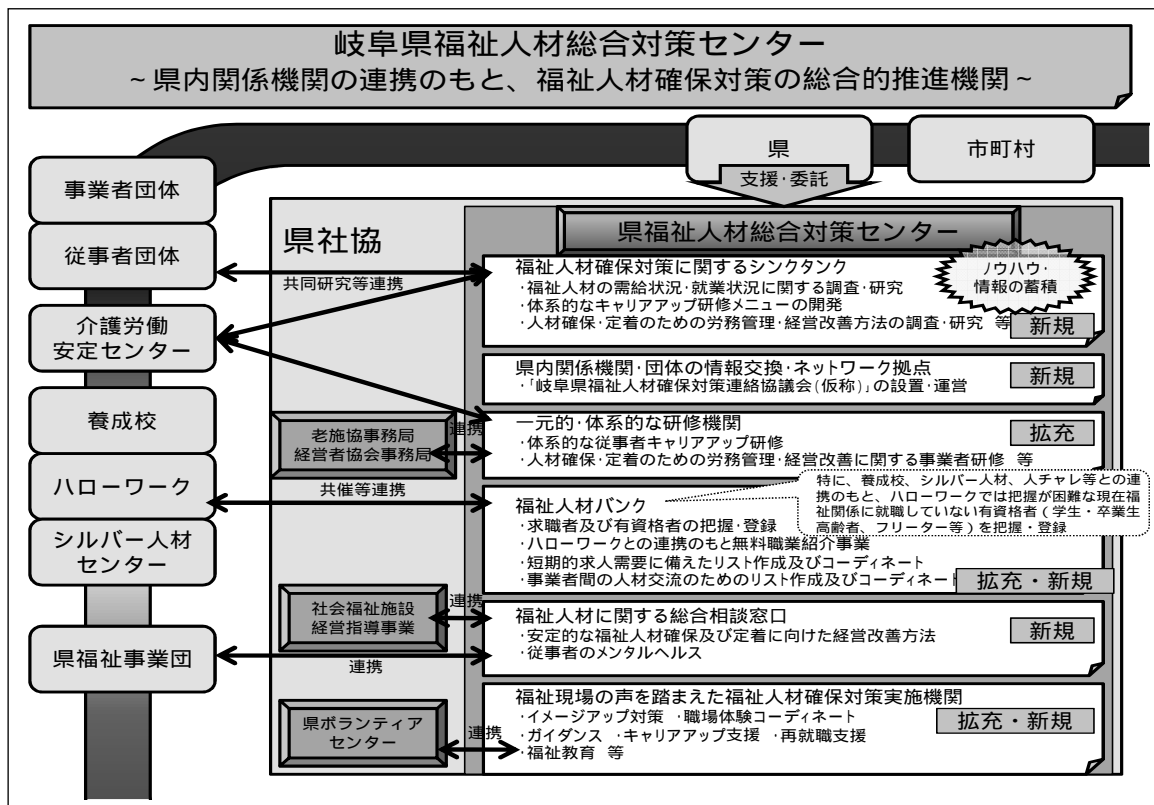 岐阜県福祉人材総合対策センター
~県内関係機関の連携のもと、福祉人材確保対策の総合的推進機関~
県
市町村
支援・委託
事業者団体
従事者団体
介護労働
安定センター
養成校
ハローワーク
シルバー人材
センター
県福祉事業団
県社協
県福祉人材総合対策センター
共同研究等連携
福祉人材確保対策に関するシンクタンク
・福祉人材の需給状況・就業状況に関する調査・研究
・体系的なキャリアアップ研修メニューの開発
・人材確保・定着のための労務管理・経営改善方法の調査・研究 等
ノウハウ・
情報の蓄積
新規
県内関係機関・団体の情報交換・ネットワーク拠点
・「岐阜県福祉人材確保対策連絡協議会(仮称)」の設置・運営
新規
老施協事務局
経営者協会事務局
連携
一元的・体系的な研修機関
・体系的な従事者キャリアアップ研修
・人材確保・定着のための労務管理・経営改善に関する事業者研修 等
拡充
共催等連携
福祉人材バンク
・求職者及び有資格者の把握・登録
・ハローワークとの連携のもと無料職業紹介事業
・短期的求人需要に備えたリスト作成及びコーディネート
・事業者間の人材交流のためのリスト作成及びコーディネート
特に、養成校、シルバー人材、人チャレ等との連
携のもと、ハローワークでは把握が困難な現在福
祉関係に就職していない有資格者(学生・卒業生
高齢者、フリーター等)を把握・登録
拡充・新規
社会福祉施設
経営指導事業
連携
福祉人材に関する総合相談窓口
・安定的な福祉人材確保及び定着に向けた経営改善方法
・従事者のメンタルヘルス
新規
連携
県ボランティア
センター
連携
福祉現場の声を踏まえた福祉人材確保対策実施機関
・イメージアップ対策 ・職場体験コーディネート
・ガイダンス ・キャリアアップ支援 ・再就職支援
・福祉教育 等
拡充・新規